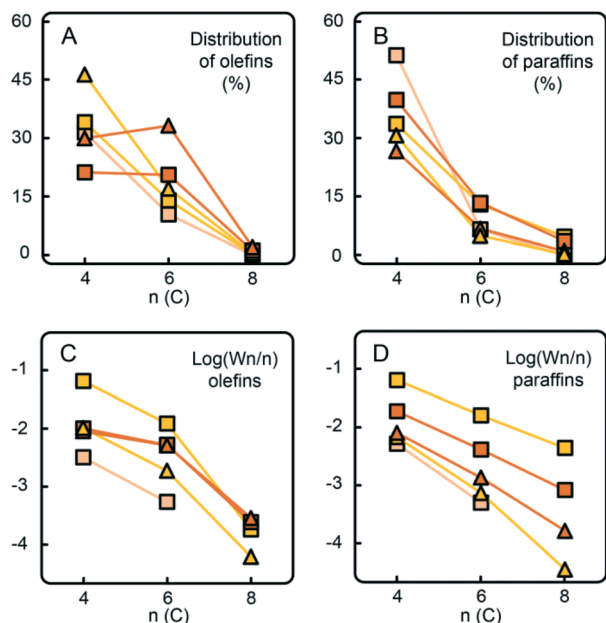 60
45
30
15
0
A
Distribution
of olefins
(%)
4 6 8
n (C)
60
45
30
15
0
B
Distribution
of paraffins
(%)
4 6 8
n (C)
-1
-2
-3
-4
C
Log(Wn/n)
olefins
4 6 8
n (C)
-1
-2
-3
-4
D
Log(Wn/n)
paraffins
4 6 8
n (C)